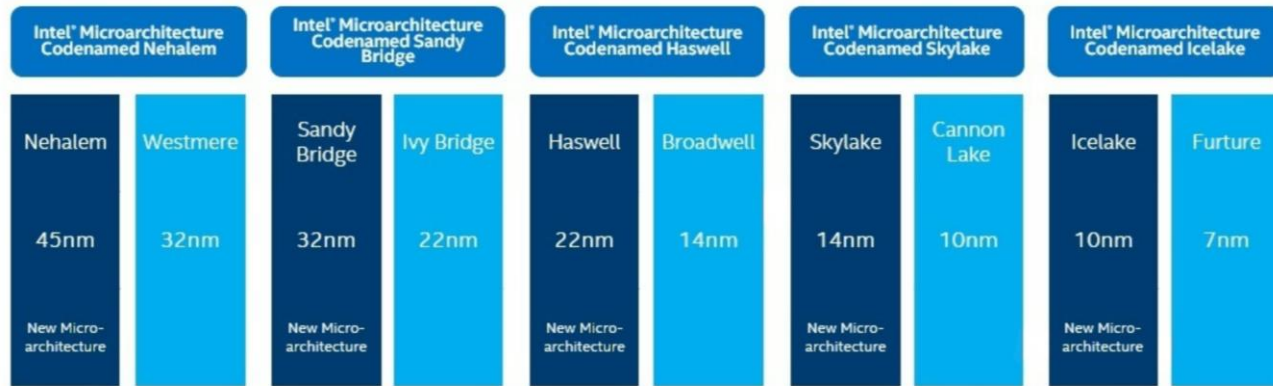 Intel® Microarchitecture
Codenamed Nehalem
Intel® Microarchitecture
Codenamed Sandy
Bridge
Intel® Microarchitecture
Codenamed Haswell
Intel® Microarchitecture
Codenamed Skylake
Intel® Microarchitecture
Codenamed Icelake
Nehalem
45nm
New Micro-
architecture
Westmere
32nm
Sandy
Bridge
32nm
New Micro-
architecture
Ivy Bridge
22nm
Haswell
22nm
New Micro-
architecture
Broadwell
14nm
Skylake
14nm
New Micro-
architecture
Cannon
Lake
10nm
Icelake
10nm
New Micro-
architecture
Furture
7nm